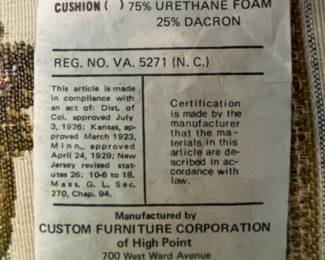 CUSHION ( ) 75% URETHANE FOAM
25% DACRON
REG. NO. VA. 5271 (N. C.)
This article is made
in compliance with
an act of: Dist. of
Col. approved July
3, 1926; Kansas, ap-
proved March 1923,
Minn., approved
April 24, 1929; New
Jersey revised stat-
utes 26; 10-6 to 18.
Mass. G. L. Sec.
270, Chap. 94.
Certification
is made by the
manufacturer
that the ma-
terials in this
article are de-
scribed in ac-
cordance with
law.
Manufactured by
CUSTOM FURNITURE CORPORATION
of High Point
700 West Ward Avenue